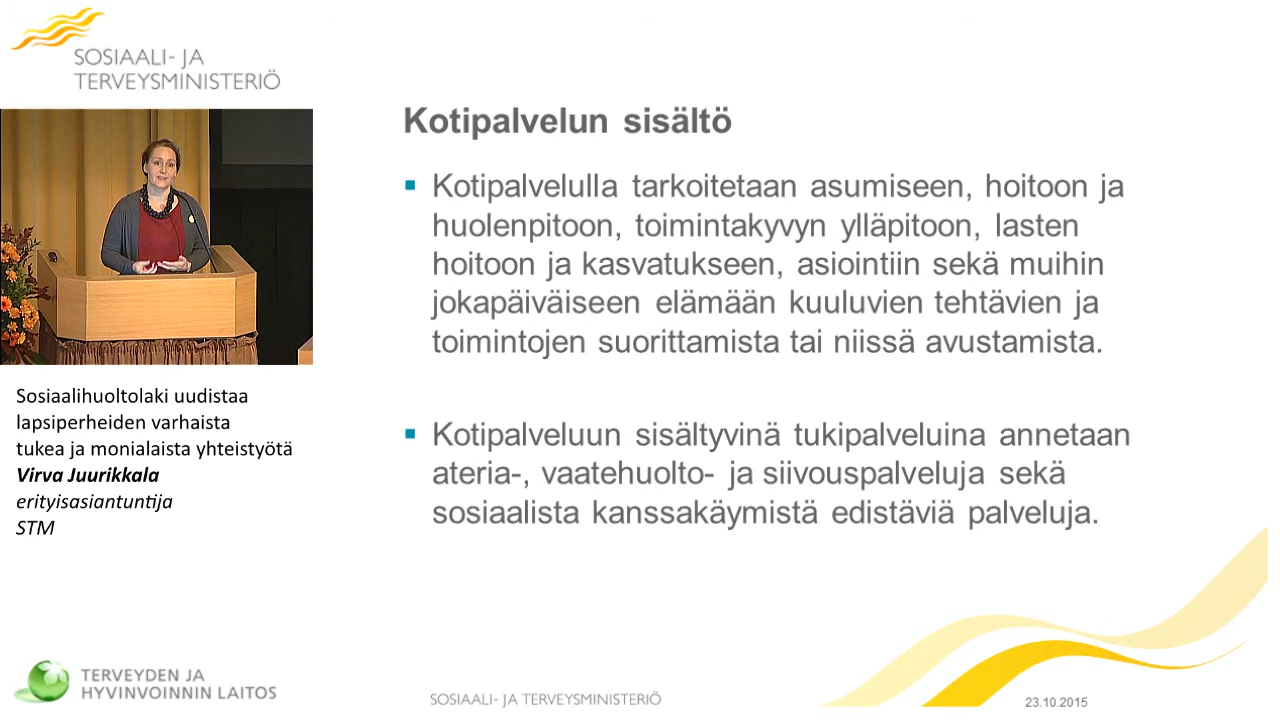 SOSIAALI- JA
TERVEYSMINISTERIÖ
Kotipalvelun sisältö
Kotipalvelulla tarkoitetaan asumiseen, hoitoon ja
huolenpitoon, toimintakyvyn ylläpitoon, lasten
hoitoon ja kasvatukseen, asiointiin sekä muihin
jokapäiväiseen elämään kuuluvien tehtävien ja
toimintojen suorittamista tai niissä avustamista.
Kotipalveluun sisältyvinä tukipalveluina annetaan
ateria-, vaatehuolto- ja siivouspalveluja sekä
sosiaalista kanssakäymistä edistäviä palveluja.
Sosiaalihuoltolaki uudistaa
lapsiperheiden varhaista
tukea ja monialaista yhteistyötä
Virva Juurikkala
erityisasiantuntija
STM
TERVEYDEN JA
HYVINVOINNIN LAITOS
SOSIAALI- JA TERVEYSMINISTERIÖ
23.10.2015